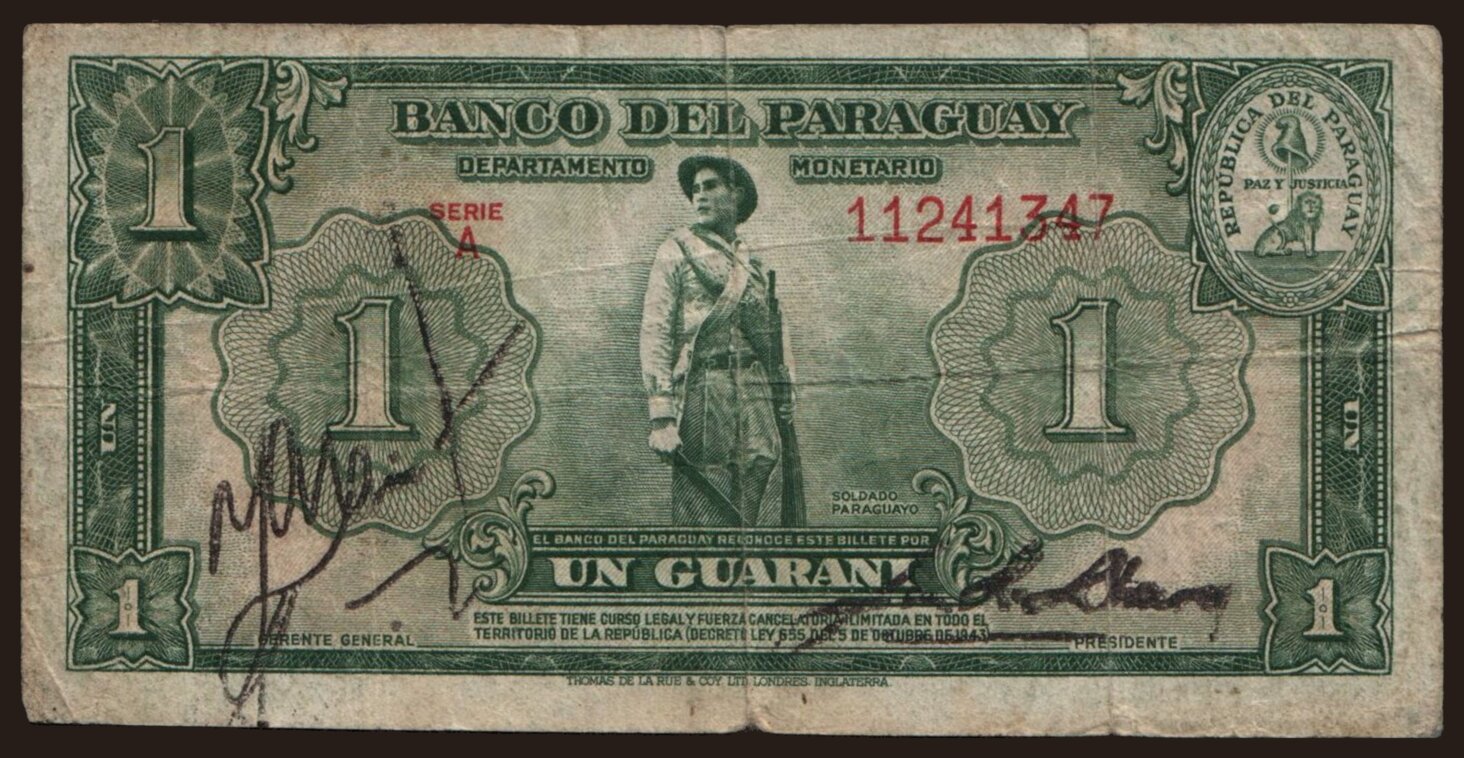 BANCO DEL PARAGUAY
DEPARTAMENTO MONETARIO
1
REPÚBLICA DEL PARAGUAY
PAZ Y JUSTICIA
SERIE
A
11241347
1
1
UN
UN
SOLDADO
PARAGUAYO
EL BANCO DEL PARAGUAY RECONOCE ESTE BILLETE POR
UN GUARANI
1
1
ESTE BILLETE TIENE CURSO LEGAL Y FUERZA CANCELATORIA ILIMITADA EN TODO EL
TERRITORIO DE LA REPÚBLICA (DECRETO LEY 655 DEL 5 DE OCTUBRE DE 1943)
GERENTE GENERAL
PRESIDENTE
THOMAS DE LA RUE & COY. LTD. LONDRES. INGLATERRA.